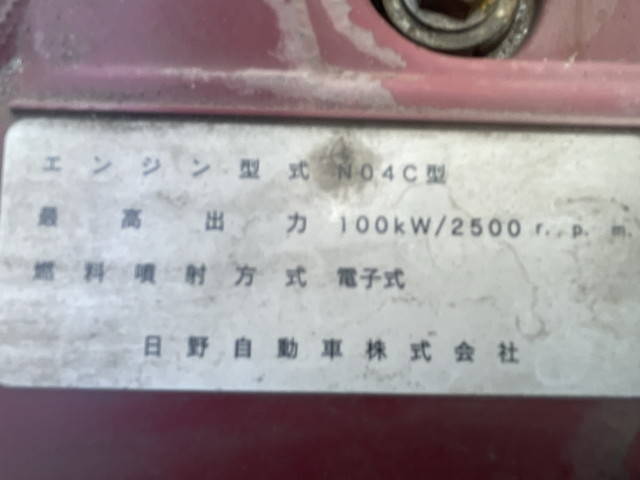 エンジン型式 N04C型
最高出力 100kW/2500 r.p.m.
燃料噴射方式 電子式
日野自動車株式会社